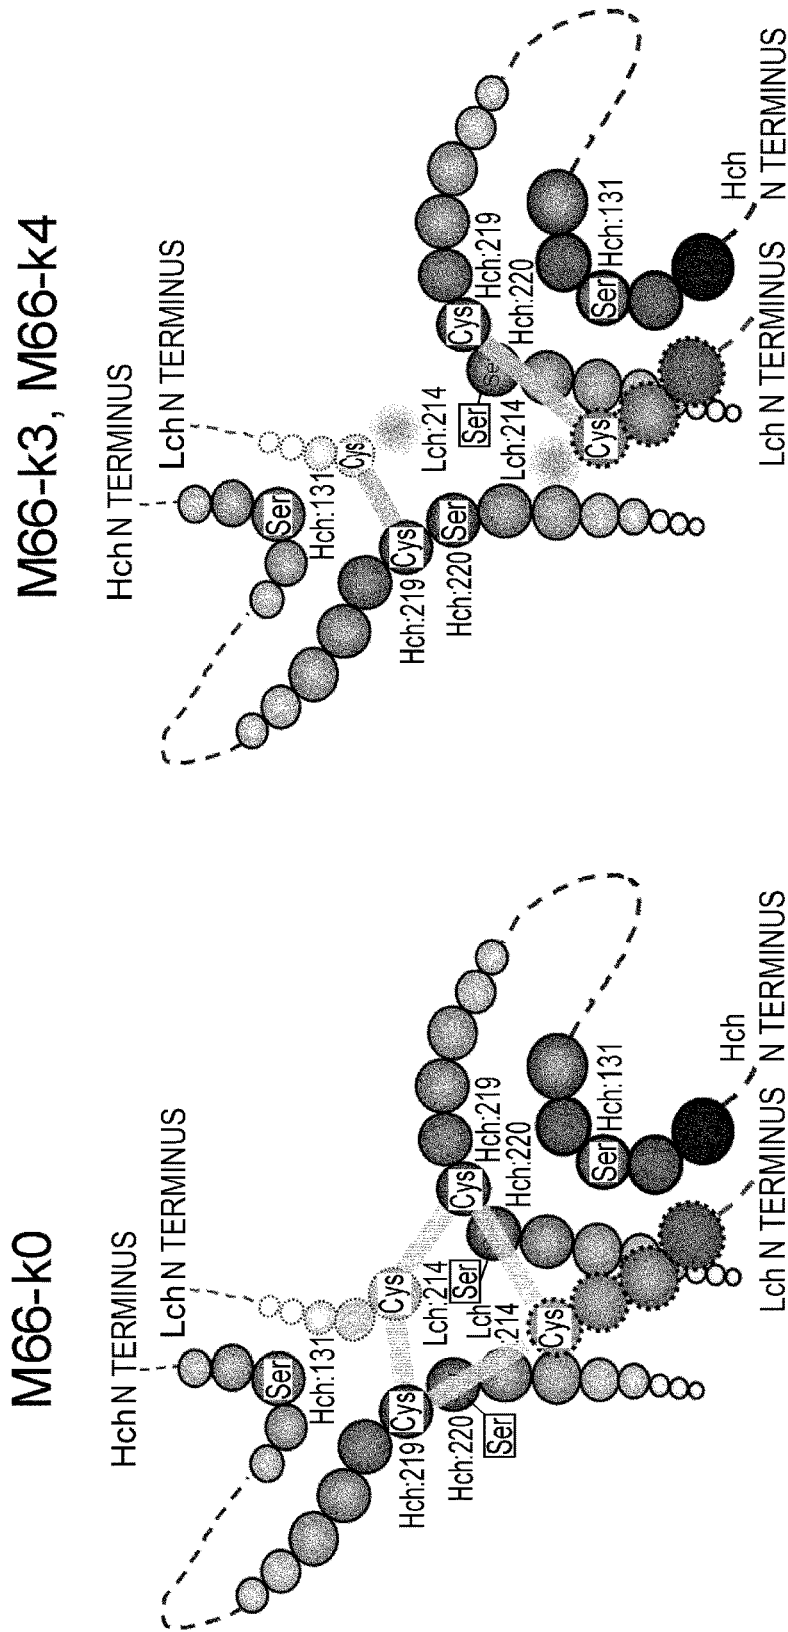 M66-k0
Hch N TERMINUS
Lch N TERMINUS
Ser
Hch:131
Cys
Lch:214
Cys
Hch:219
Cys
Hch:219
Hch:220
Ser
Hch:220
Ser
Lch
:214
Cys
Ser
Hch:131
Hch
N TERMINUS
Lch N TERMINUS
M66-k3, M66-k4
Hch N TERMINUS
Lch N TERMINUS
Ser
Hch:131
Cys
Lch:214
Cys
Hch:219
Cys
Hch:219
Hch:220
Ser
Hch:220
Ser
Ser
Lch:214
Cys
Ser
Hch:131
Hch
N TERMINUS
Lch N TERMINUS